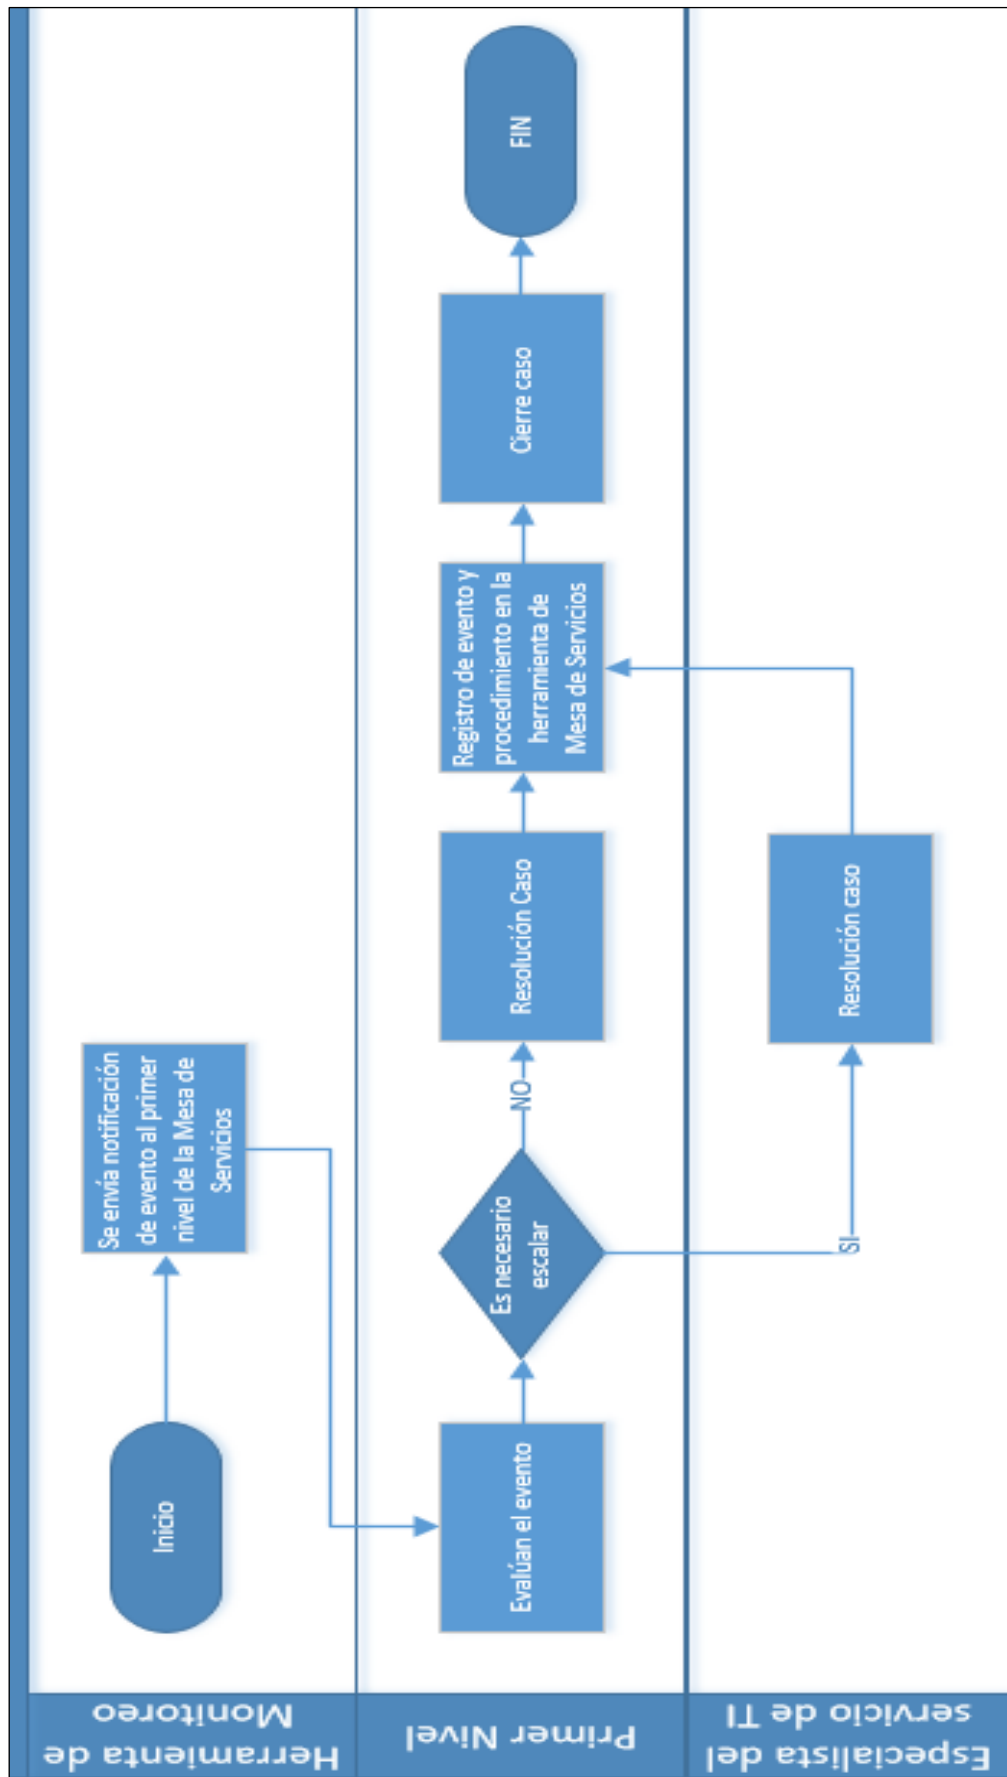 Herramienta de
Monitoreo
Inicio
Se envía notificación
de evento al primer
nivel de la Mesa de
Servicios
Primer Nivel
Evalúan el evento
Es necesario
escalar
NO
Resolución Caso
Registro de evento y
procedimiento en la
herramienta de
Mesa de Servicios
Cierre caso
FIN
Especialista del
servicio de TI
SI
Resolución caso